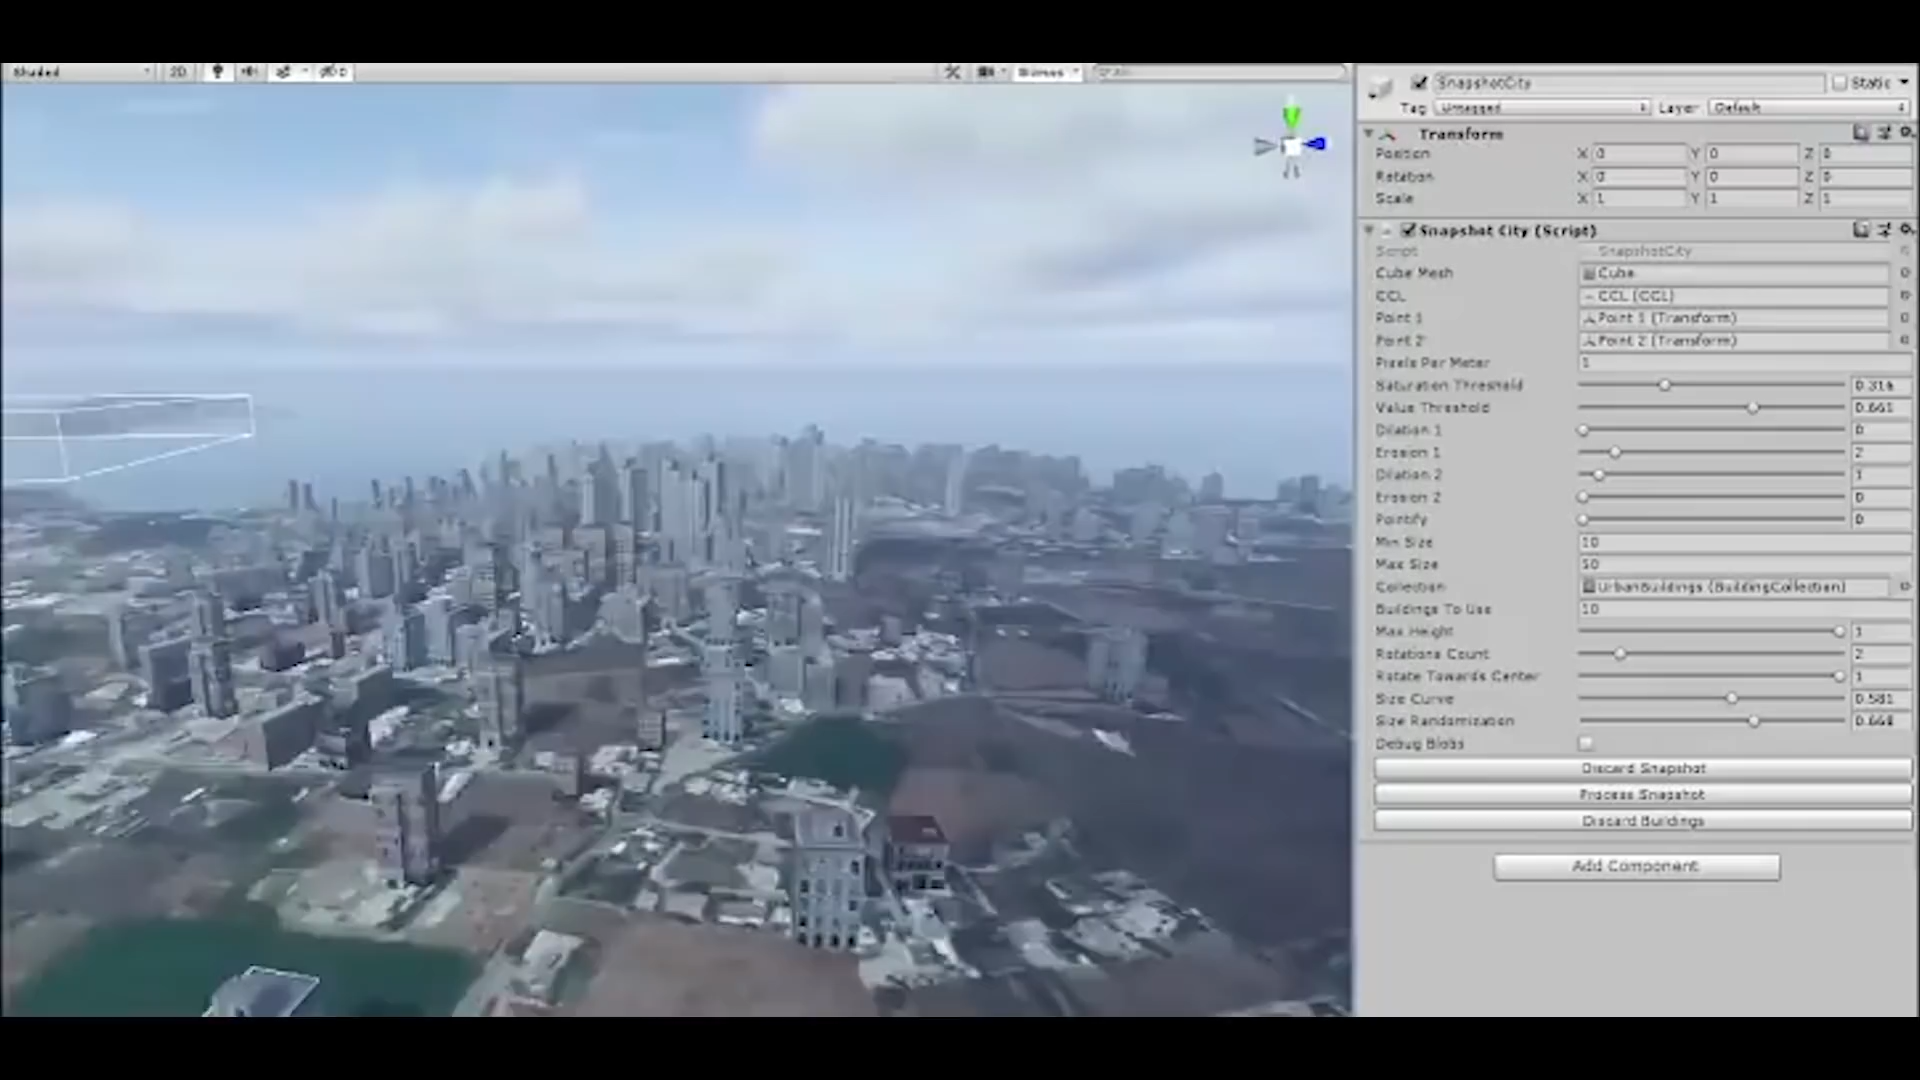 Shaded 2D Gizmos
SnapshotCity Static
Tag Untagged Layer Default
Transform
Position X 0 Y 0 Z 0
Rotation X 0 Y 0 Z 0
Scale X 1 Y 1 Z 1
Snapshot City (Script)
Script SnapshotCity
Cube Mesh Cube
CCL CCL (CCL)
Point 1 Point 1 (Transform)
Point 2 Point 2 (Transform)
Pixels Per Meter 1
Saturation Threshold 0.316
Value Threshold 0.661
Dilation 1 0
Erosion 1 2
Dilation 2 1
Erosion 2 0
Pointify 0
Min Size 10
Max Size 50
Collection UrbanBuildings (BuildingCollection)
Buildings To Use 10
Max Height 1
Rotations Count 2
Rotate Towards Center 1
Size Curve 0.581
Size Randomization 0.668
Debug Blobs
Discard Snapshot
Process Snapshot
Discard Buildings
Add Component